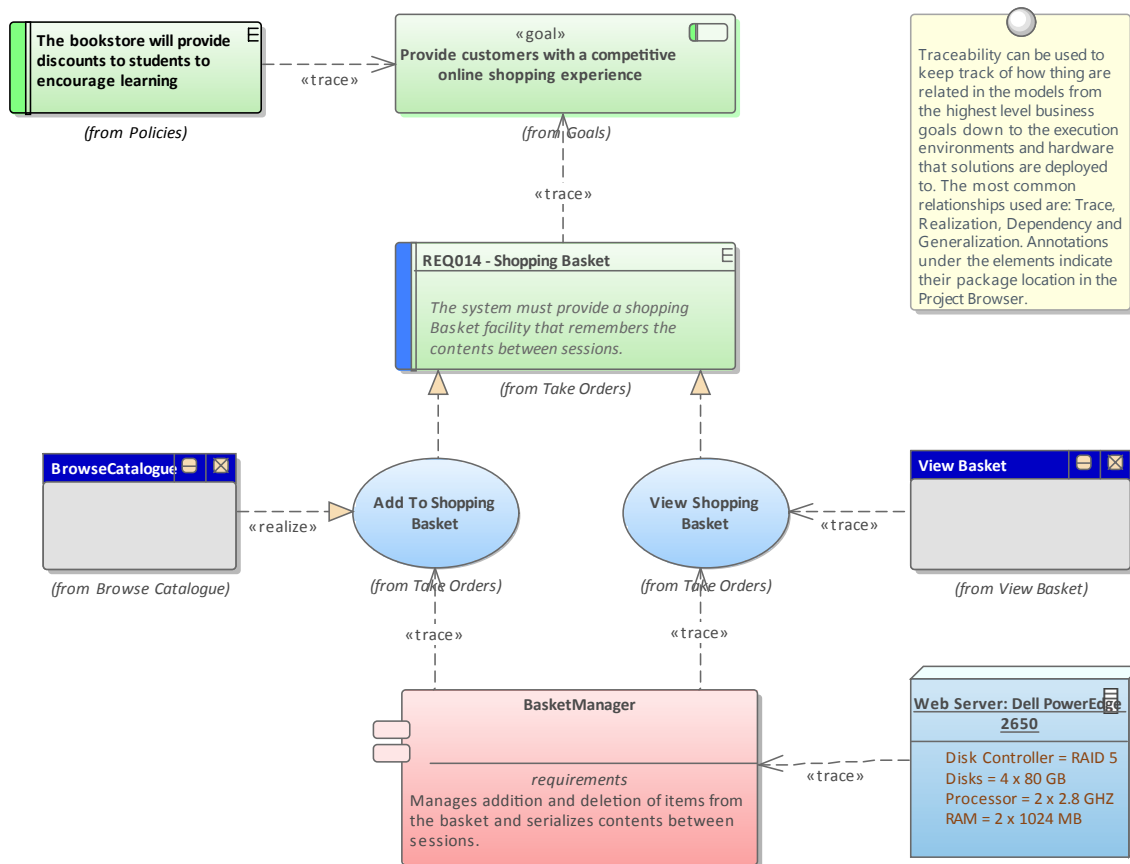 The bookstore will provide
discounts to students to
encourage learning
(from Policies)
«trace»
«goal»
Provide customers with a competitive
online shopping experience
(from Goals)
Traceability can be used to
keep track of how thing are
related in the models from
the highest level business
goals down to the execution
environments and hardware
that solutions are deployed
to. The most common
relationships used are: Trace,
Realization, Dependency and
Generalization. Annotations
under the elements indicate
their package location in the
Project Browser.
«trace»
REQ014 - Shopping Basket
The system must provide a shopping
Basket facility that remembers the
contents between sessions.
(from Take Orders)
BrowseCatalogue
(from Browse Catalogue)
«realize»
Add To Shopping
Basket
(from Take Orders)
View Shopping
Basket
(from Take Orders)
«trace»
View Basket
(from View Basket)
«trace»
«trace»
BasketManager
requirements
Manages addition and deletion of items from
the basket and serializes contents between
sessions.
«trace»
Web Server: Dell PowerEdge
2650
Disk Controller = RAID 5
Disks = 4 x 80 GB
Processor = 2 x 2.8 GHZ
RAM = 2 x 1024 MB